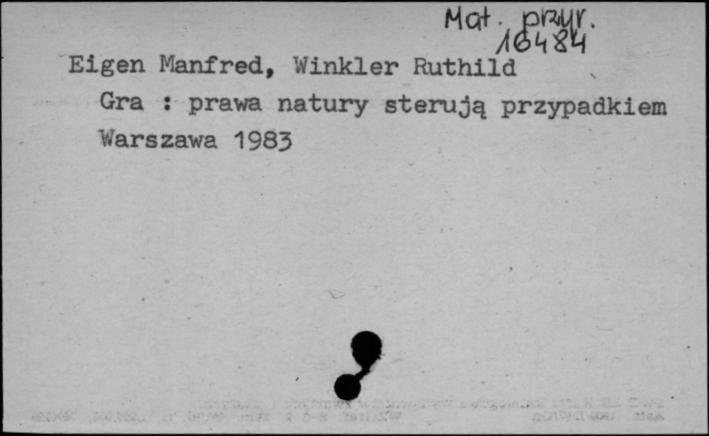 Mat. przyr.
16484
Eigen Manfred, Winkler Ruthild
Gra : prawa natury sterują przypadkiem
Warszawa 1983